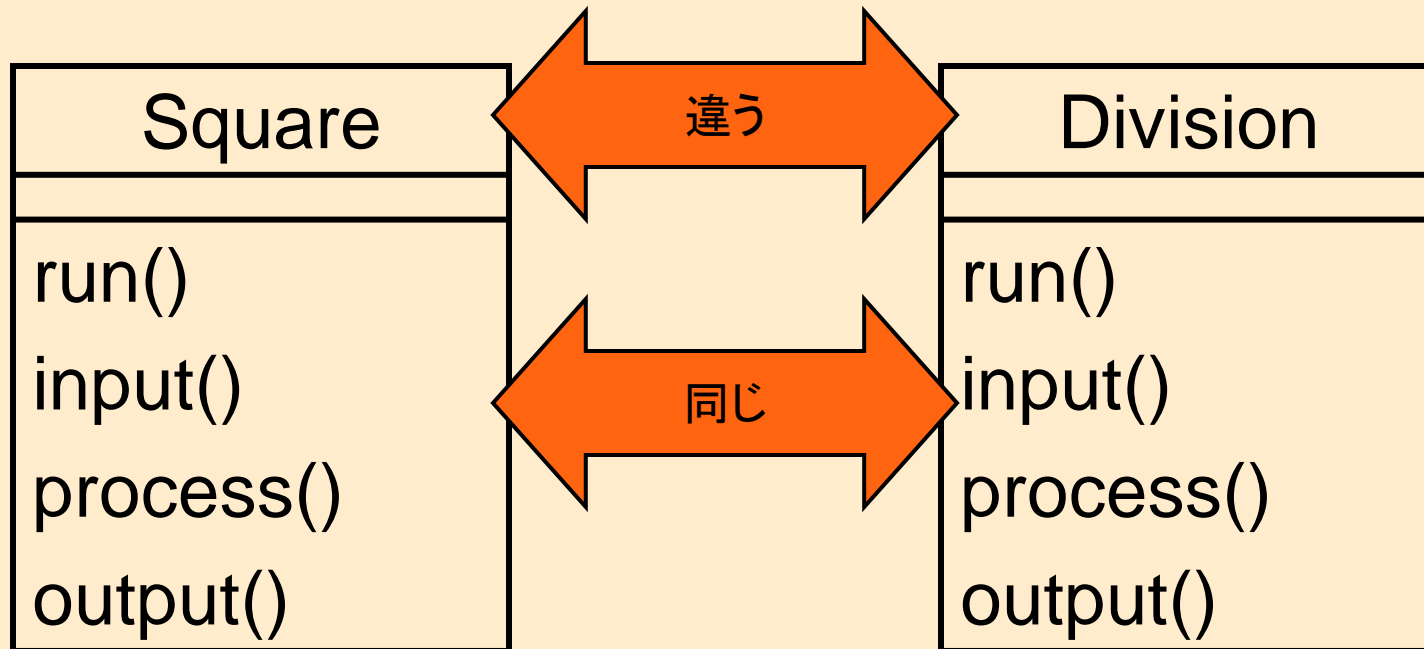 Square
違う
Division
run()
input()
process()
output()
同じ
run()
input()
process()
output()